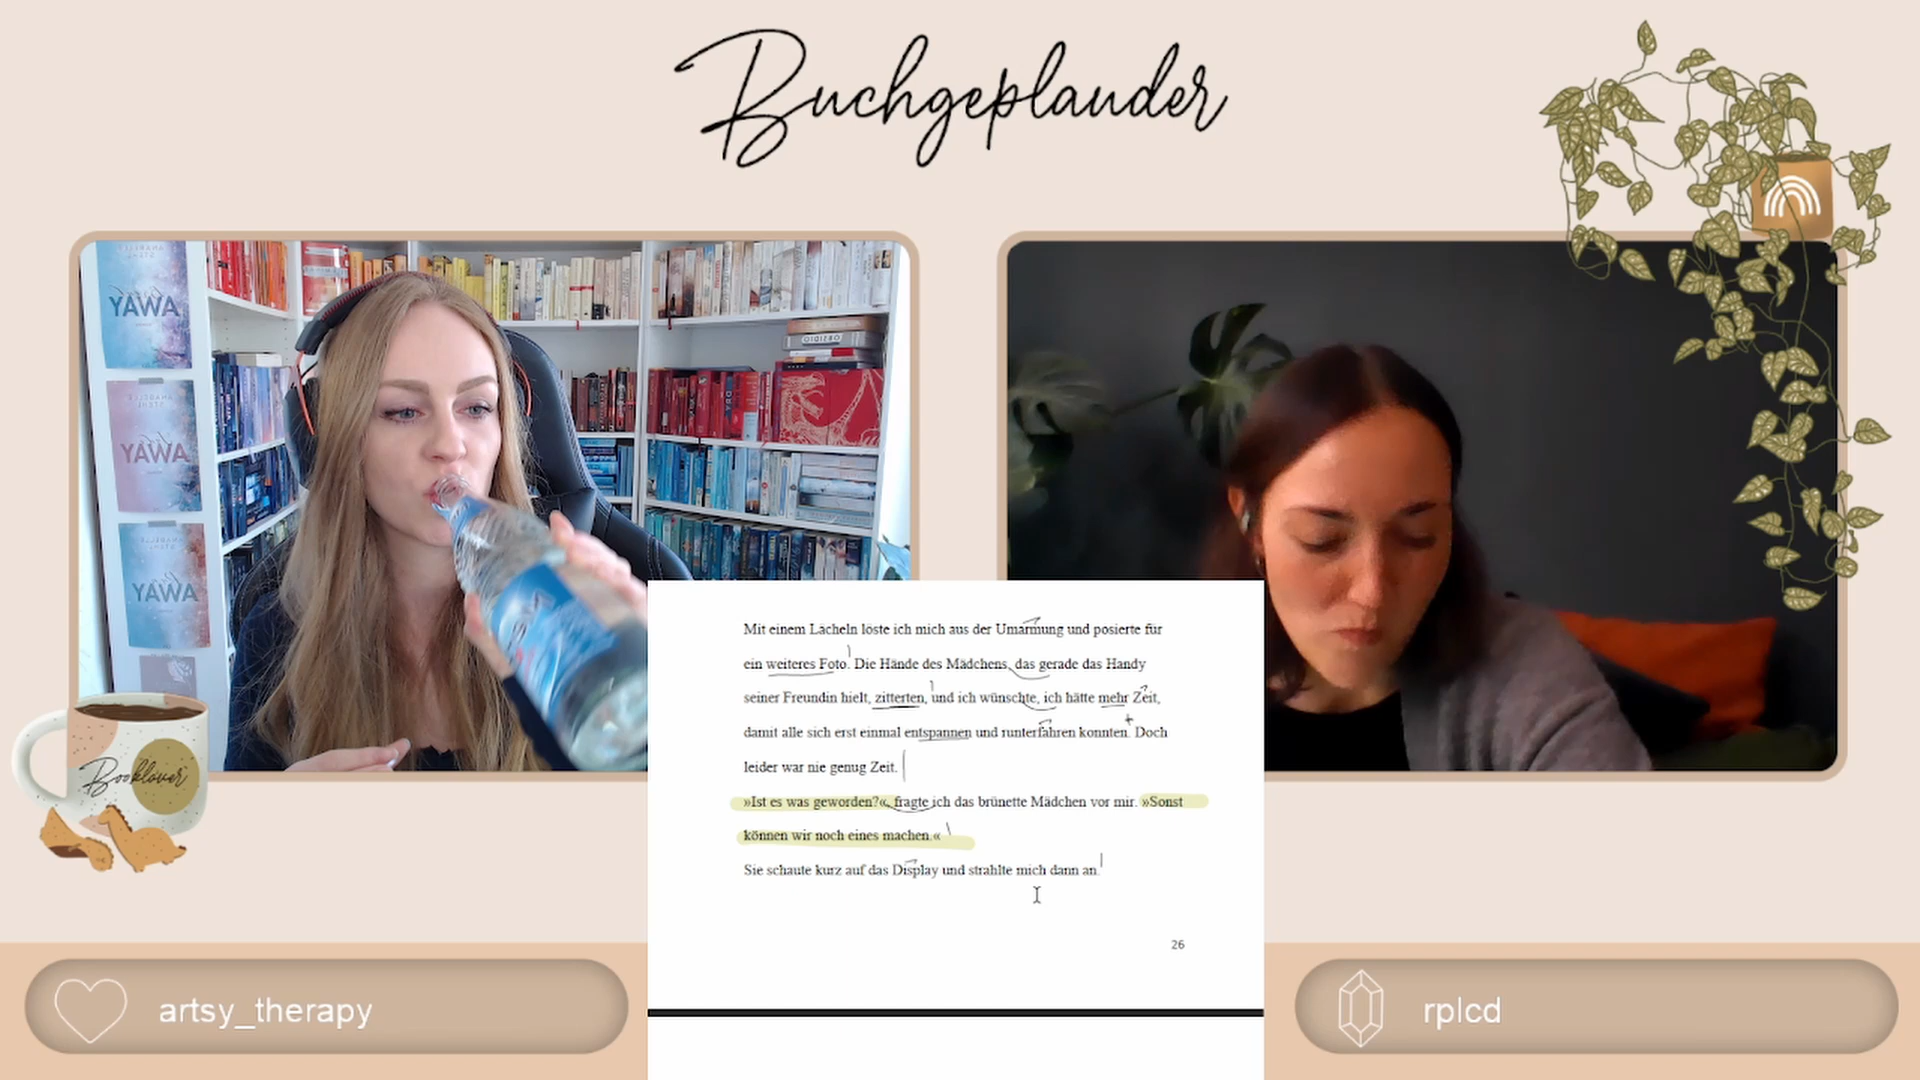 Buchgeplauder
YAWA
YAWA
YAWA
OBSIDIO
Booklover
Mit einem Lächeln löste ich mich aus der Umarmung und posierte für
ein weiteres Foto. Die Hände des Mädchens, das gerade das Handy
seiner Freundin hielt, zitterten, und ich wünschte, ich hätte mehr Zeit,
damit alle sich erst einmal entspannen und runterfahren konnten. Doch
leider war nie genug Zeit.
»Ist es was geworden?«, fragte ich das brünette Mädchen vor mir. »Sonst
können wir noch eines machen.«
Sie schaute kurz auf das Display und strahlte mich dann an.
26
artsy_therapy
rplcd